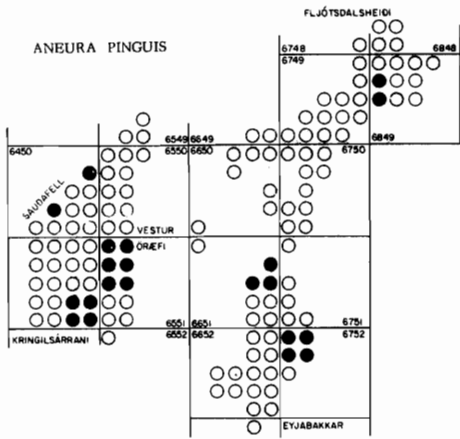 FLJÓTSDALSHEIÐI
ANEURA PINGUIS
6748 6848
6749
6849
6549 6649
6450 6550 6650 6750
SAUÐAFELL
VESTUR
ÖRÆFI
6551 6651 6751
6552 6652 6752
KRINGILSÁRRANI
EYJABAKKAR